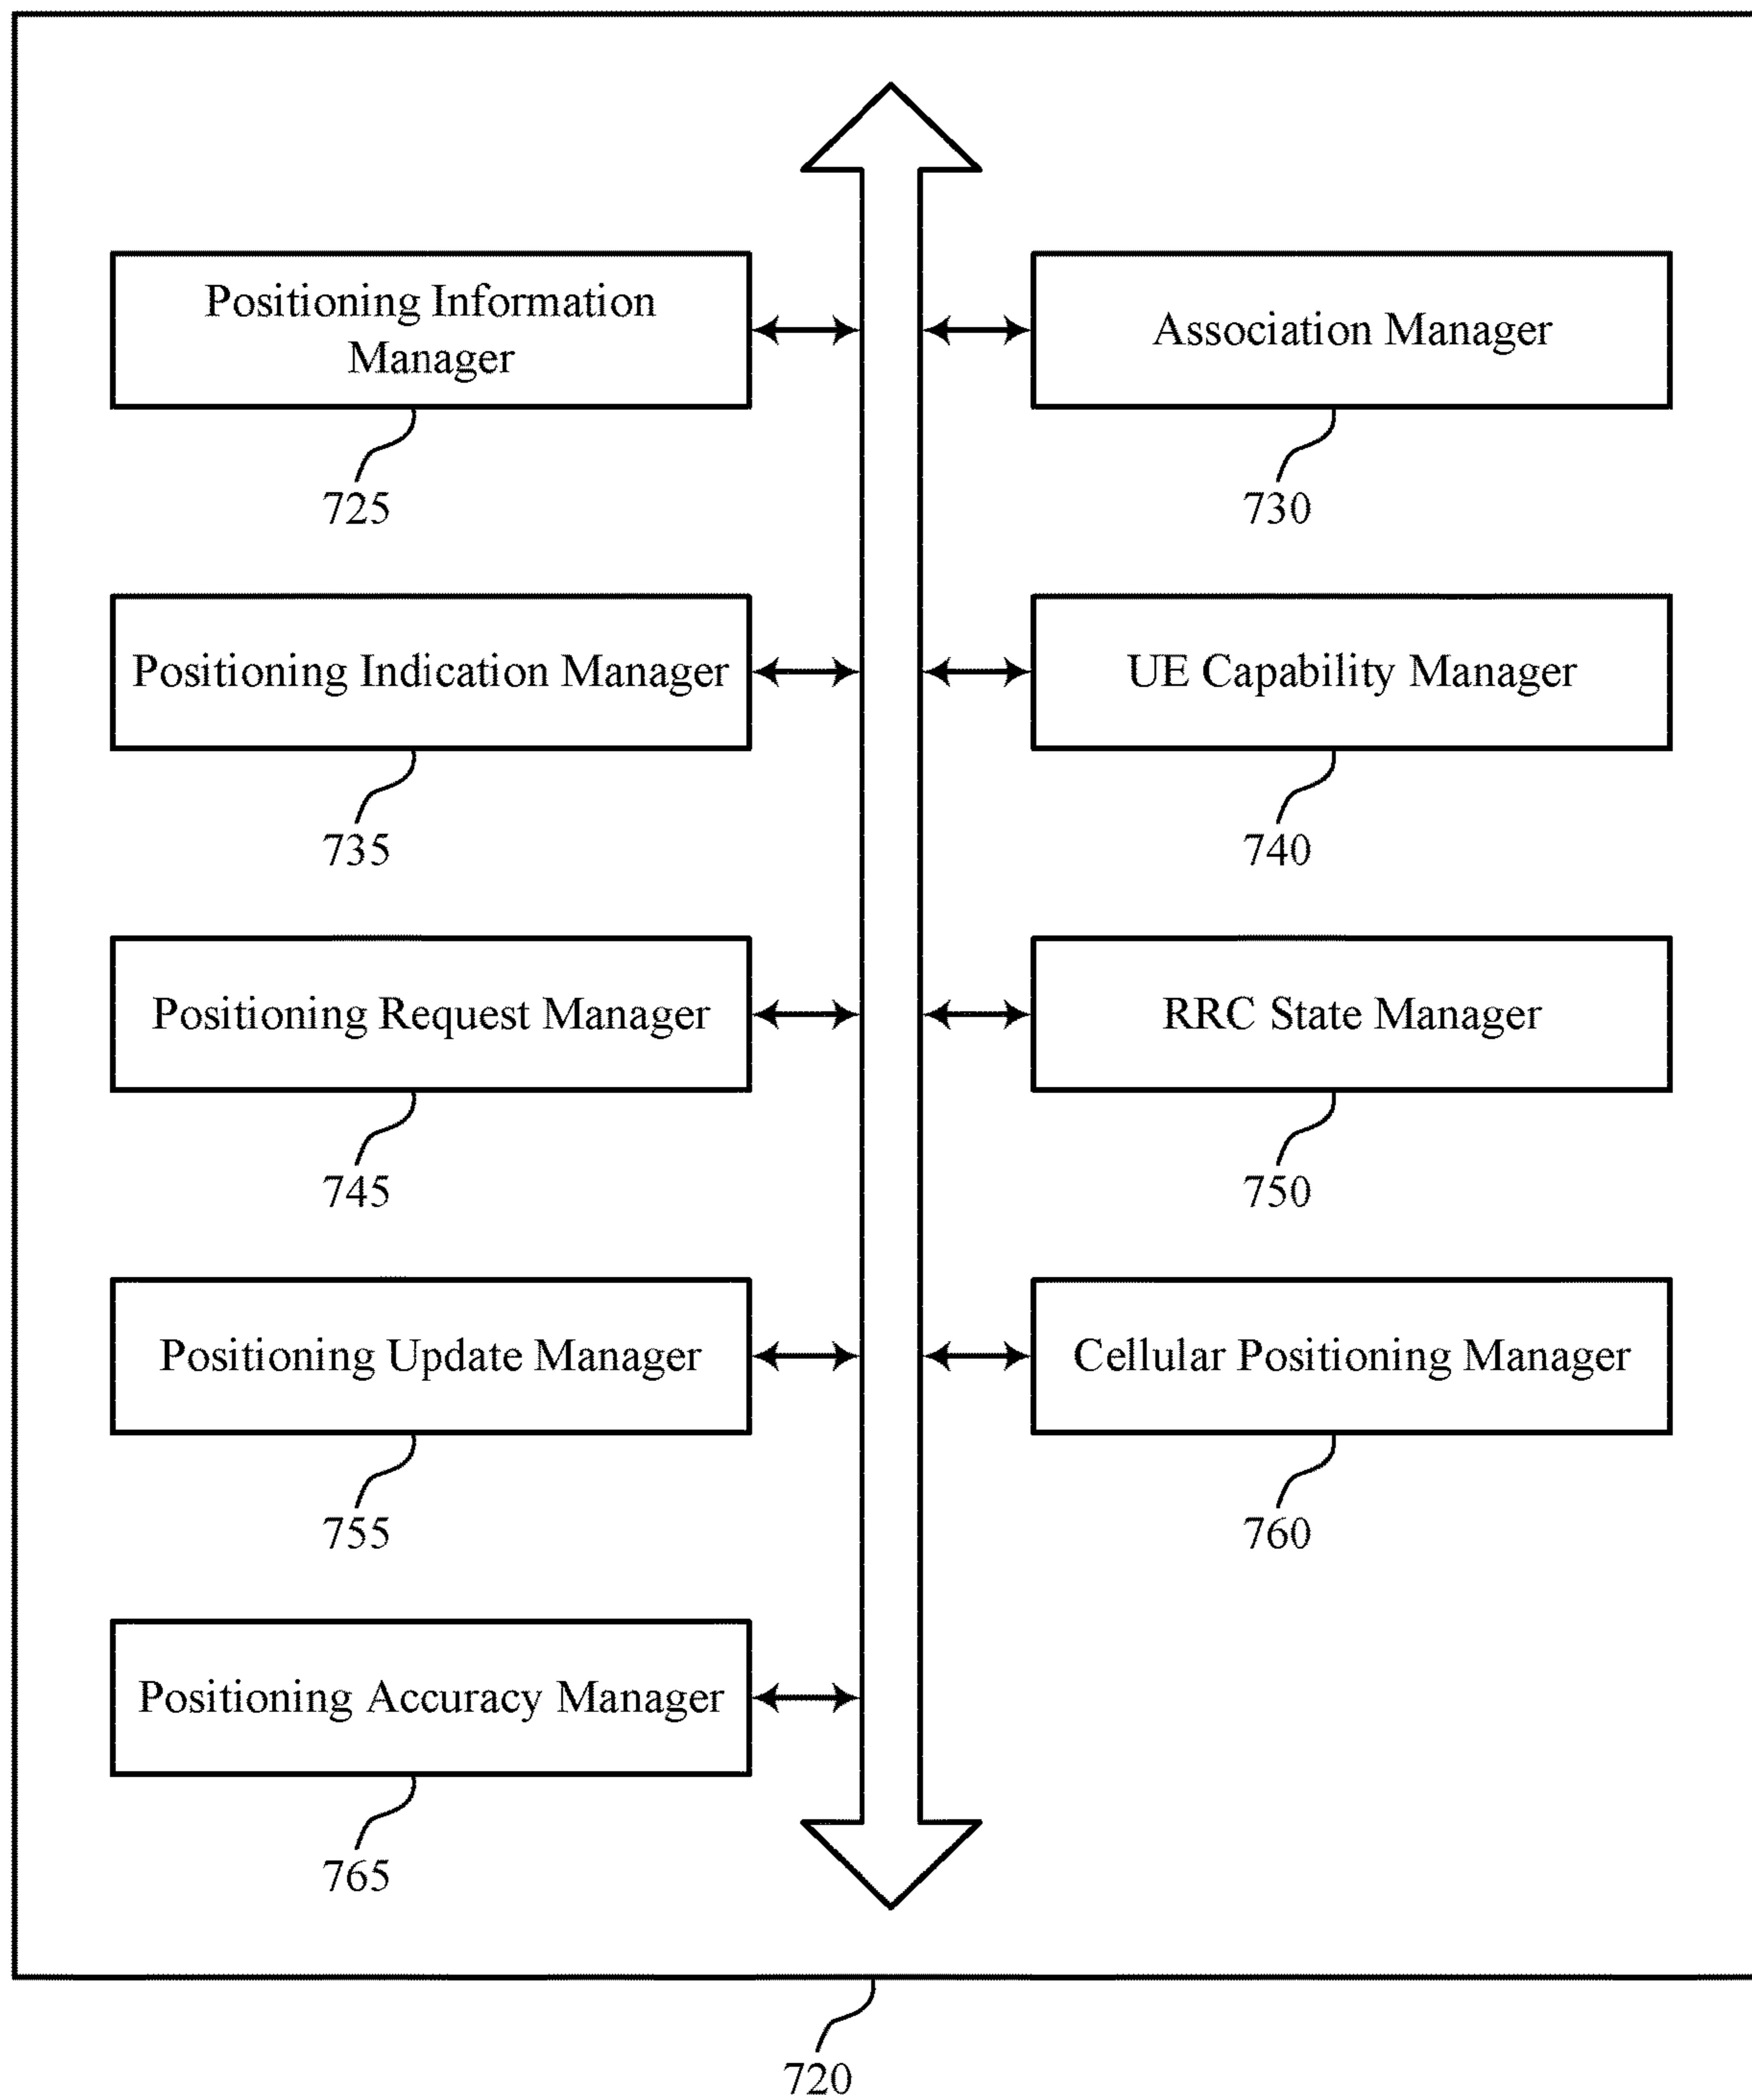 Positioning Information
Manager
725
Association Manager
730
Positioning Indication Manager
735
UE Capability Manager
740
Positioning Request Manager
745
RRC State Manager
750
Positioning Update Manager
755
Cellular Positioning Manager
760
Positioning Accuracy Manager
765
720